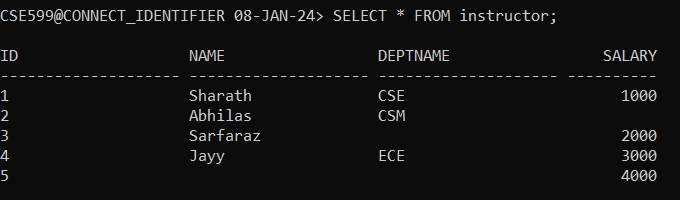 CSE599@CONNECT_IDENTIFIER 08-JAN-24> SELECT * FROM instructor;
ID                   NAME                 DEPTNAME                 SALARY
-------------------- -------------------- -------------------- ----------
1                    Sharath              CSE                        1000
2                    Abhilas              CSM
3                    Sarfaraz                                        2000
4                    Jayy                 ECE                        3000
5                                                                    4000